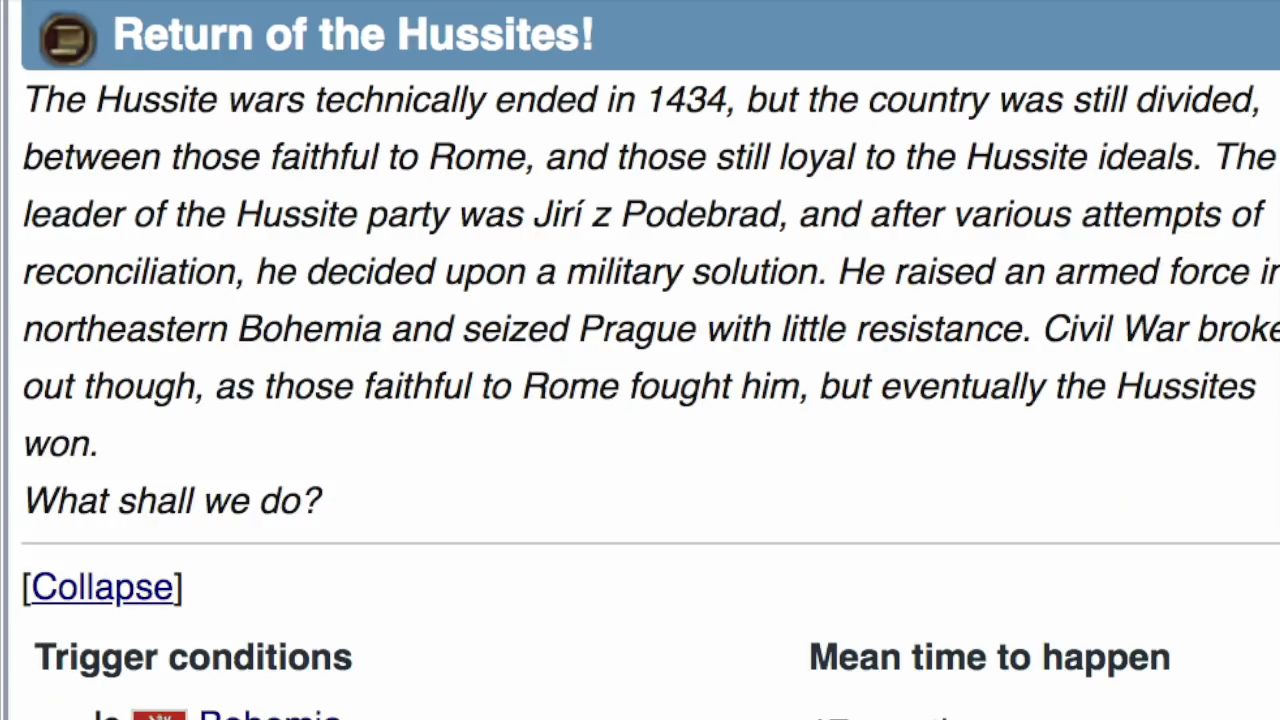 Return of the Hussites!
The Hussite wars technically ended in 1434, but the country was still divided,
between those faithful to Rome, and those still loyal to the Hussite ideals. The
leader of the Hussite party was Jirí z Podebrad, and after various attempts of
reconciliation, he decided upon a military solution. He raised an armed force in
northeastern Bohemia and seized Prague with little resistance. Civil War broke
out though, as those faithful to Rome fought him, but eventually the Hussites
won.
What shall we do?
[Collapse]
Trigger conditions Mean time to happen
Is Bohemia